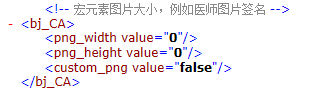 <!-- 宏元素图片大小，例如医师图片签名 -->
- <bj_CA>
<png_width value="0"/>
<png_height value="0"/>
<custom_png value="false"/>
</bj_CA>